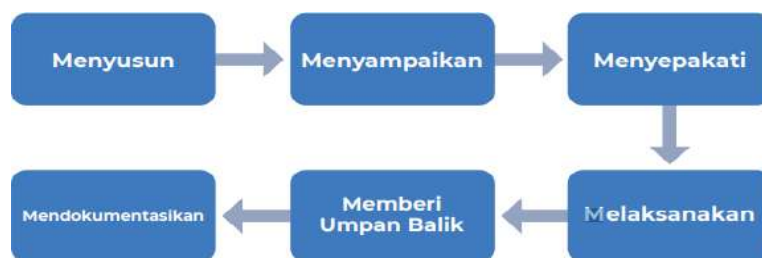 Menyusun
Menyampaikan
Menyepakati
Melaksanakan
Memberi
Umpan Balik
Mendokumentasikan